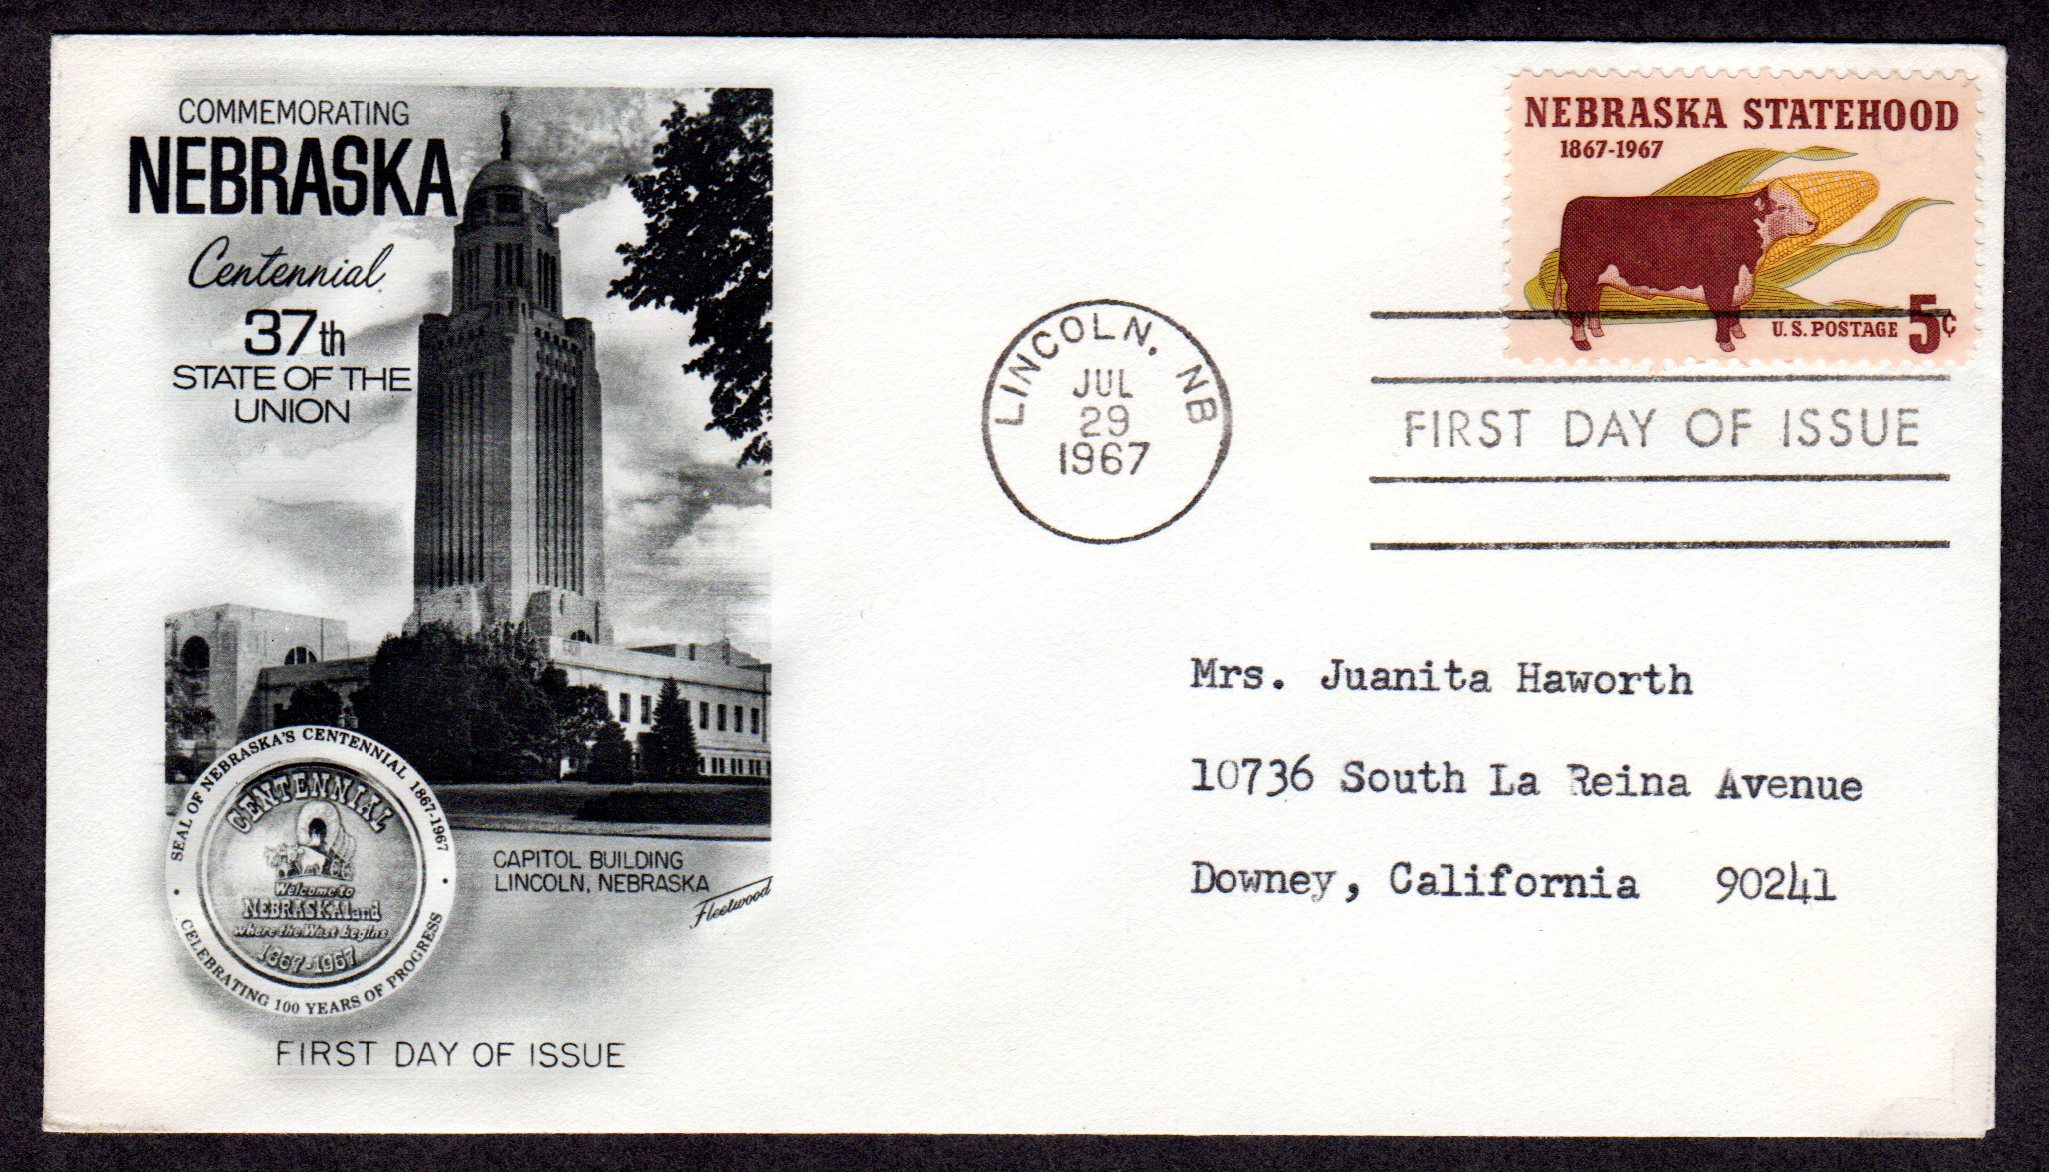 COMMEMORATING
NEBRASKA
Centennial
37th
STATE OF THE
UNION
SEAL OF NEBRASKA'S CENTENNIAL 1867-1967
CENTENNIAL
Welcome to
NEBRASKAland
where the West begins
1867-1967
CELEBRATING 100 YEARS OF PROGRESS
CAPITOL BUILDING
LINCOLN, NEBRASKA
Fleetwood
FIRST DAY OF ISSUE
LINCOLN, NB
JUL
29
1967
NEBRASKA STATEHOOD
1867-1967
U.S. POSTAGE 5¢
FIRST DAY OF ISSUE
Mrs. Juanita Haworth
10736 South La Reina Avenue
Downey, California 90241